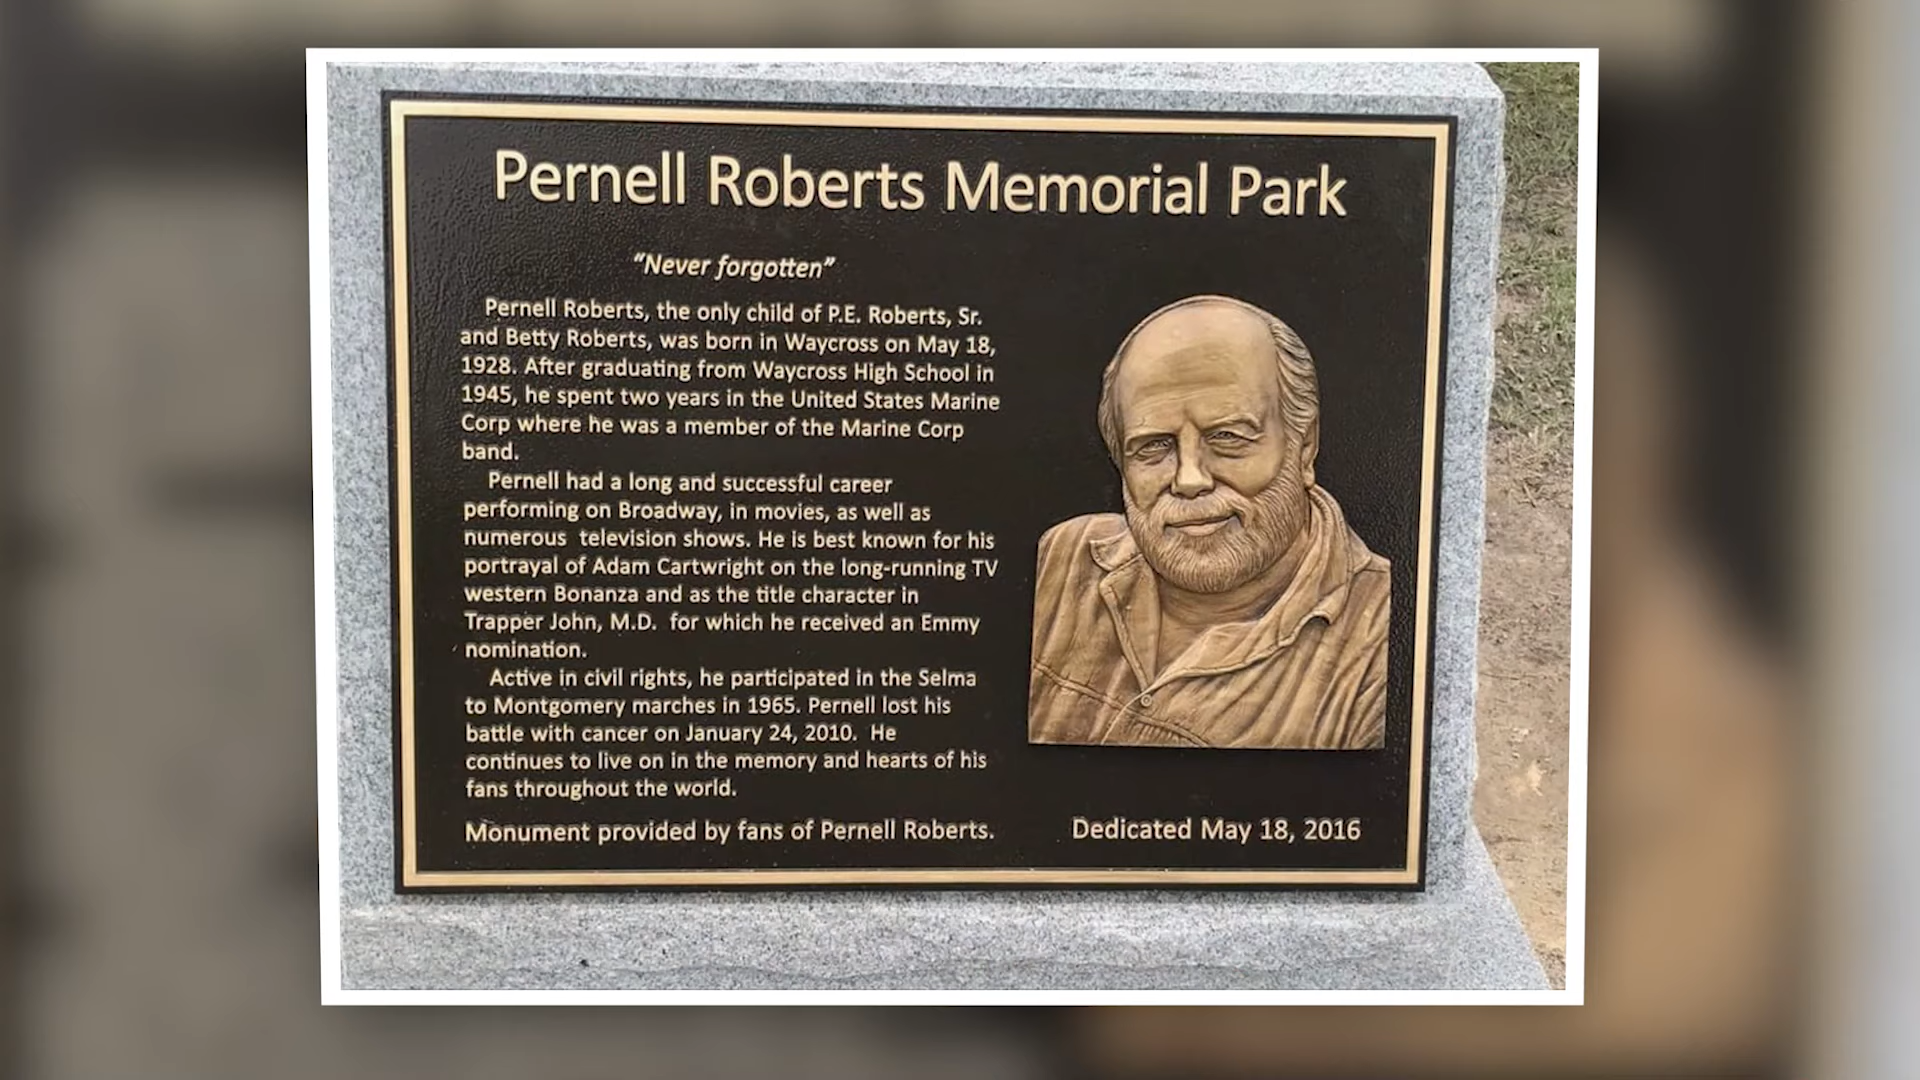 Pernell Roberts Memorial Park
“Never forgotten”
Pernell Roberts, the only child of P.E. Roberts, Sr.
and Betty Roberts, was born in Waycross on May 18,
1928. After graduating from Waycross High School in
1945, he spent two years in the United States Marine
Corp where he was a member of the Marine Corp
band.
Pernell had a long and successful career
performing on Broadway, in movies, as well as
numerous television shows. He is best known for his
portrayal of Adam Cartwright on the long-running TV
western Bonanza and as the title character in
Trapper John, M.D. for which he received an Emmy
nomination.
Active in civil rights, he participated in the Selma
to Montgomery marches in 1965. Pernell lost his
battle with cancer on January 24, 2010. He
continues to live on in the memory and hearts of his
fans throughout the world.
Monument provided by fans of Pernell Roberts.
Dedicated May 18, 2016